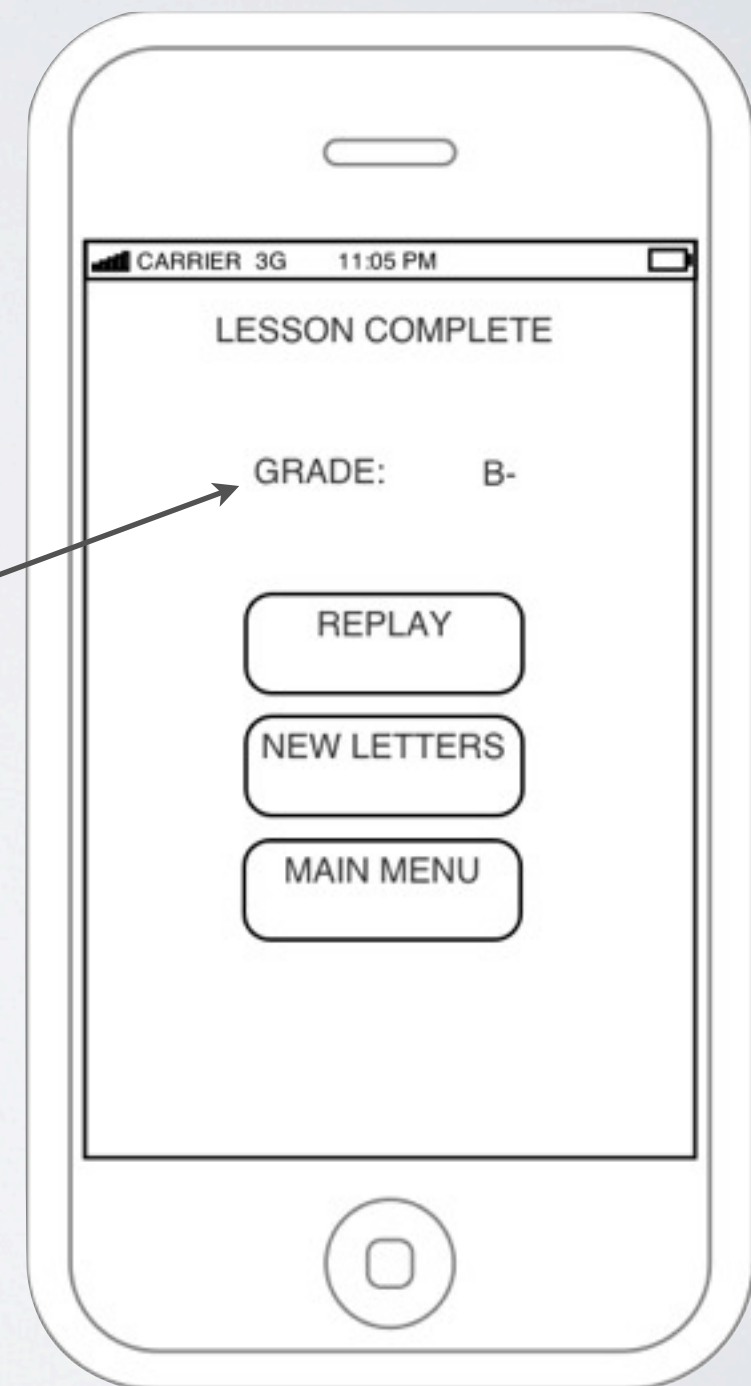 CARRIER 3G 11:05 PM
LESSON COMPLETE
GRADE: B-
REPLAY
NEW LETTERS
MAIN MENU